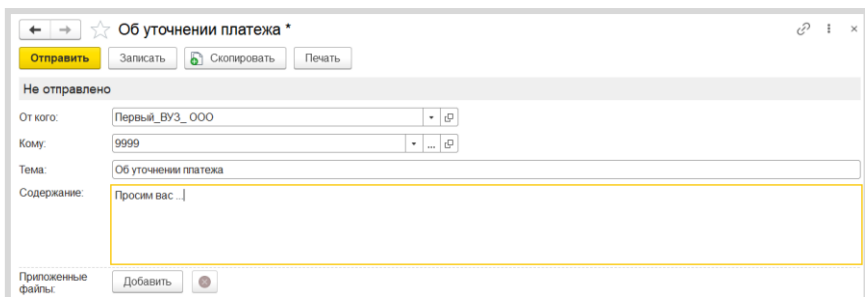 Об уточнении платежа *
Отправить Записать Скопировать Печать
Не отправлено
От кого: Первый_ВУЗ_ ООО
Кому: 9999 ...
Тема: Об уточнении платежа
Содержание: Просим вас ...
Приложенные файлы: Добавить